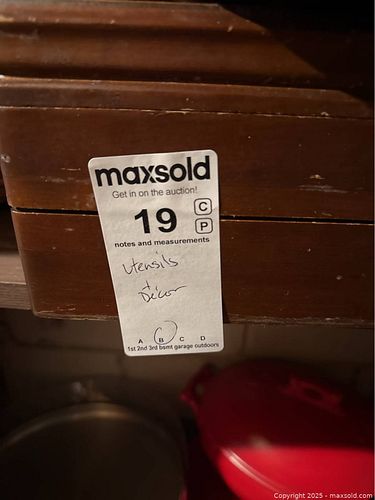 maxsold
Get in on the auction!
19
C
P
notes and measurements
Utensils
+
Décor
A B C D
1st 2nd 3rd bsmt garage outdoors
Copyright 2025 - maxsold.com